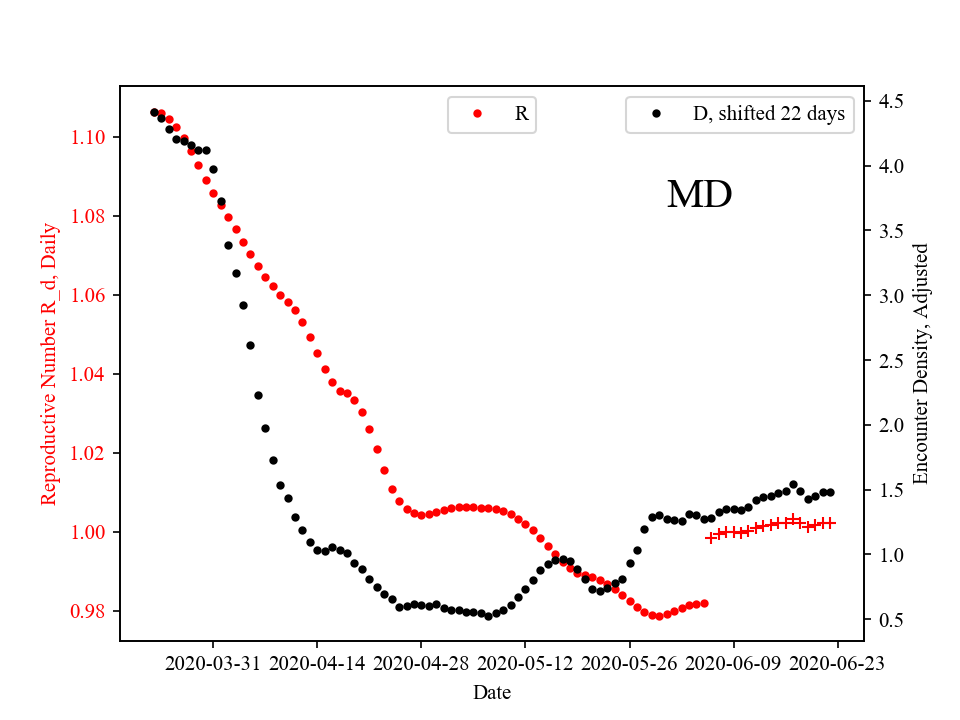 R
D, shifted 22 days
MD
Reproductive Number R_d, Daily
1.10
1.08
1.06
1.04
1.02
1.00
0.98
4.5
4.0
3.5
3.0
2.5
2.0
1.5
1.0
0.5
Encounter Density, Adjusted
2020-03-31 2020-04-14 2020-04-28 2020-05-12 2020-05-26 2020-06-09 2020-06-23
Date